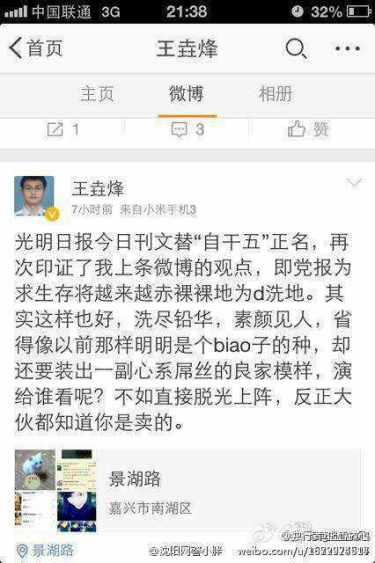 中国联通 3G 21:38 32%
首页 王垚烽
主页 微博 相册
1 3 赞
王垚烽
7小时前 来自小米手机3
光明日报今日刊文替“自干五”正名，再
次印证了我上条微博的观点，即党报为
求生存将越来越赤裸裸地为d洗地。其
实这样也好，洗尽铅华，素颜见人，省
得像以前那样明明是个biao子的种，却
还要装出一副心系屌丝的良家模样，演
给谁看呢？不如直接脱光上阵，反正大
伙都知道你是卖的。
景湖路
嘉兴市南湖区
景湖路
@沈阳网警小胖